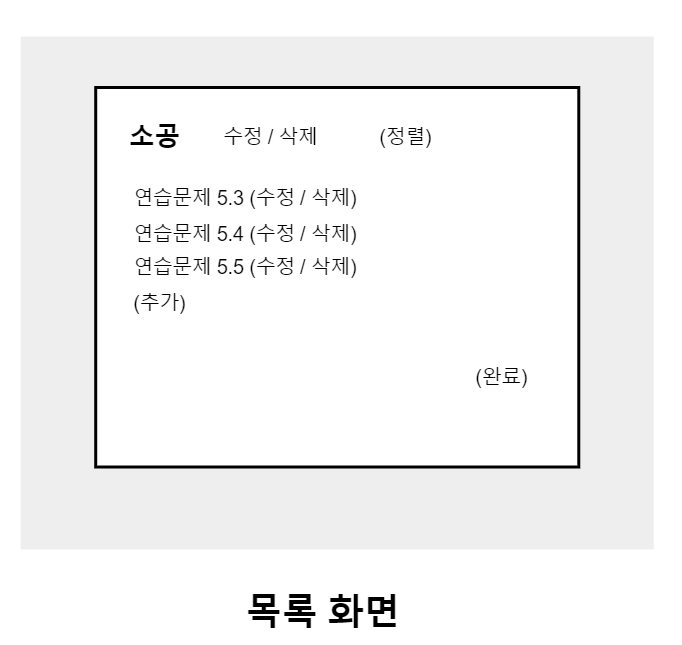 소공 수정 / 삭제 (정렬)
연습문제 5.3 (수정 / 삭제)
연습문제 5.4 (수정 / 삭제)
연습문제 5.5 (수정 / 삭제)
(추가)
(완료)
목록 화면